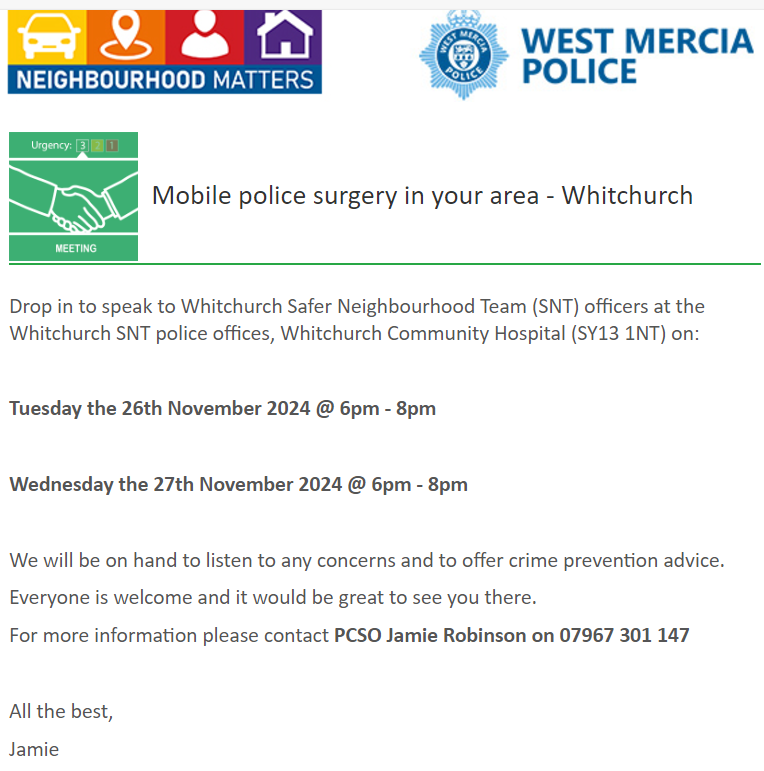 NEIGHBOURHOOD MATTERS
WEST MERCIA
POLICE
WEST MERCIA
POLICE
Urgency: 3 2 1
MEETING
Mobile police surgery in your area - Whitchurch
Drop in to speak to Whitchurch Safer Neighbourhood Team (SNT) officers at the
Whitchurch SNT police offices, Whitchurch Community Hospital (SY13 1NT) on:
Tuesday the 26th November 2024 @ 6pm - 8pm
Wednesday the 27th November 2024 @ 6pm - 8pm
We will be on hand to listen to any concerns and to offer crime prevention advice.
Everyone is welcome and it would be great to see you there.
For more information please contact PCSO Jamie Robinson on 07967 301 147
All the best,
Jamie